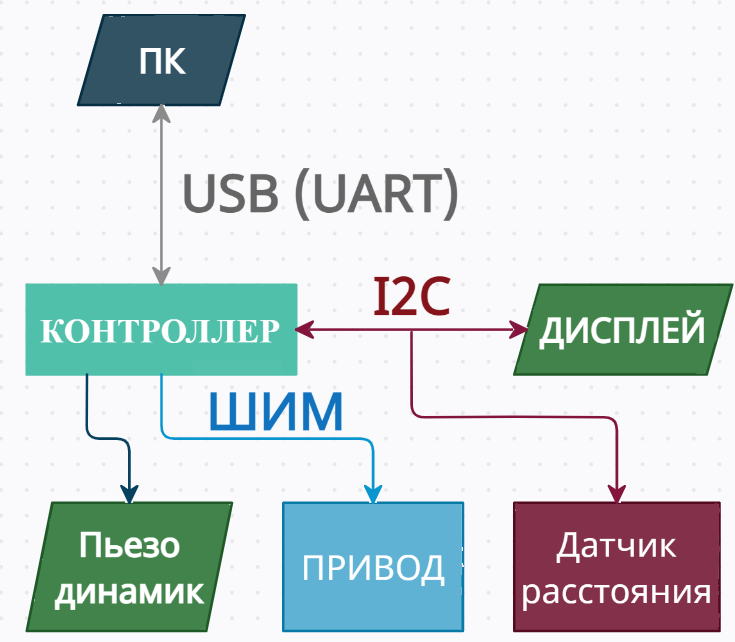 ПК
USB (UART)
I2C
КОНТРОЛЛЕР
ДИСПЛЕЙ
ШИМ
Пьезо
динамик
ПРИВОД
Датчик
расстояния